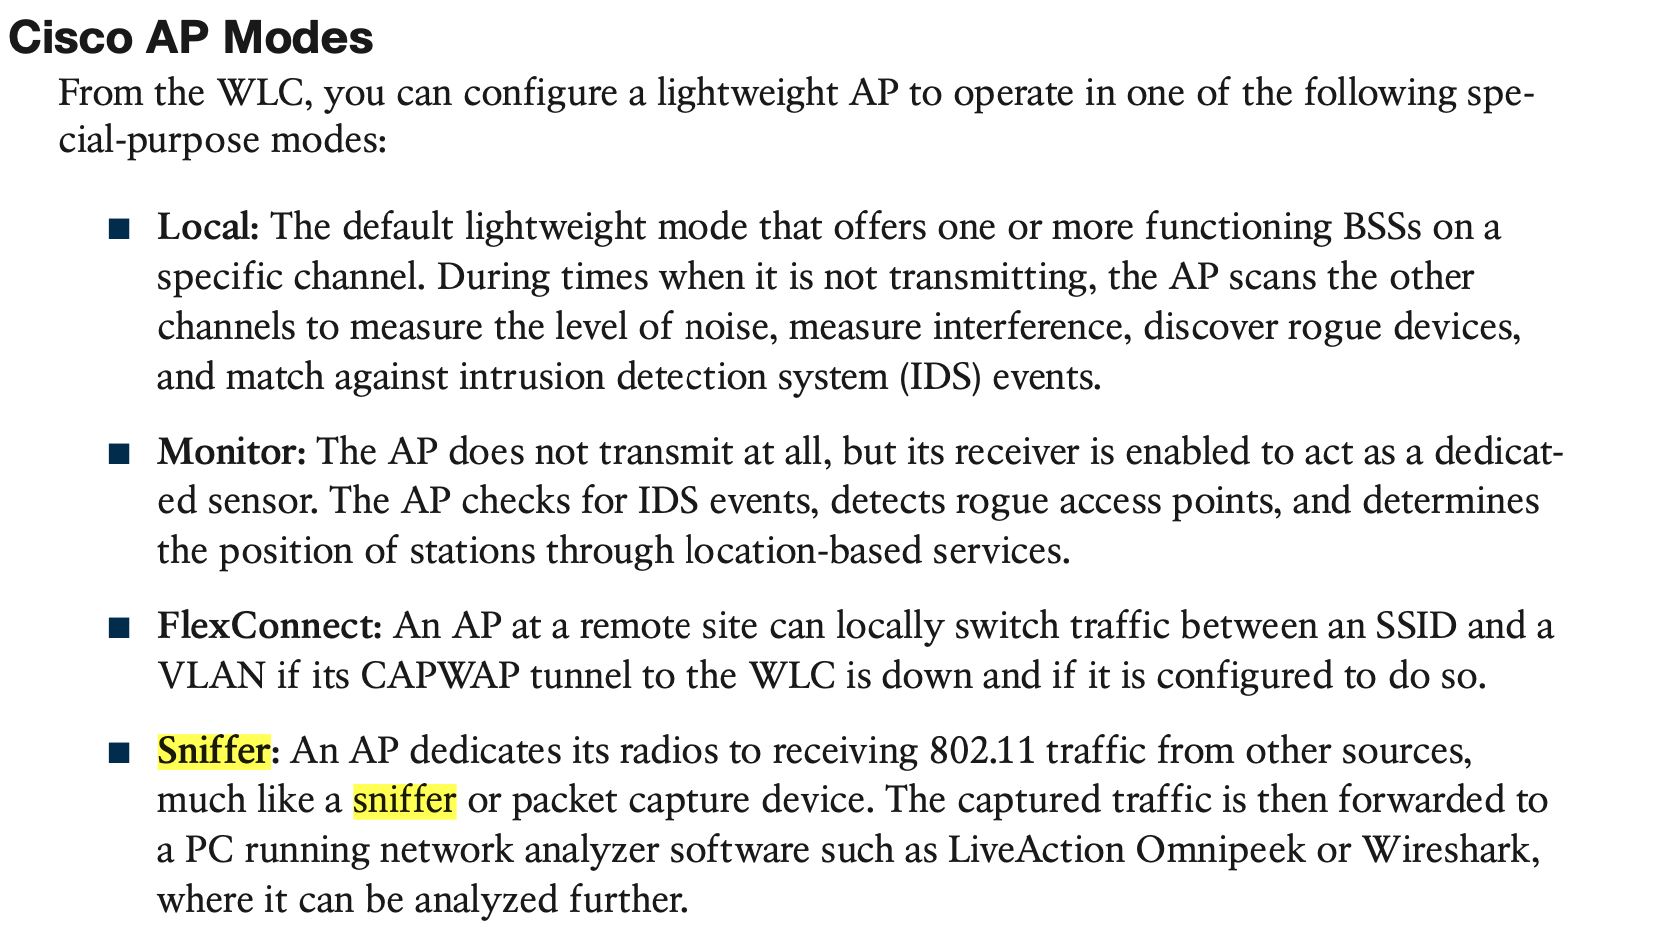 Cisco AP Modes
From the WLC, you can configure a lightweight AP to operate in one of the following spe-
cial-purpose modes:
■ Local: The default lightweight mode that offers one or more functioning BSSs on a
specific channel. During times when it is not transmitting, the AP scans the other
channels to measure the level of noise, measure interference, discover rogue devices,
and match against intrusion detection system (IDS) events.
■ Monitor: The AP does not transmit at all, but its receiver is enabled to act as a dedicat-
ed sensor. The AP checks for IDS events, detects rogue access points, and determines
the position of stations through location-based services.
■ FlexConnect: An AP at a remote site can locally switch traffic between an SSID and a
VLAN if its CAPWAP tunnel to the WLC is down and if it is configured to do so.
■ Sniffer: An AP dedicates its radios to receiving 802.11 traffic from other sources,
much like a sniffer or packet capture device. The captured traffic is then forwarded to
a PC running network analyzer software such as LiveAction Omnipeek or Wireshark,
where it can be analyzed further.